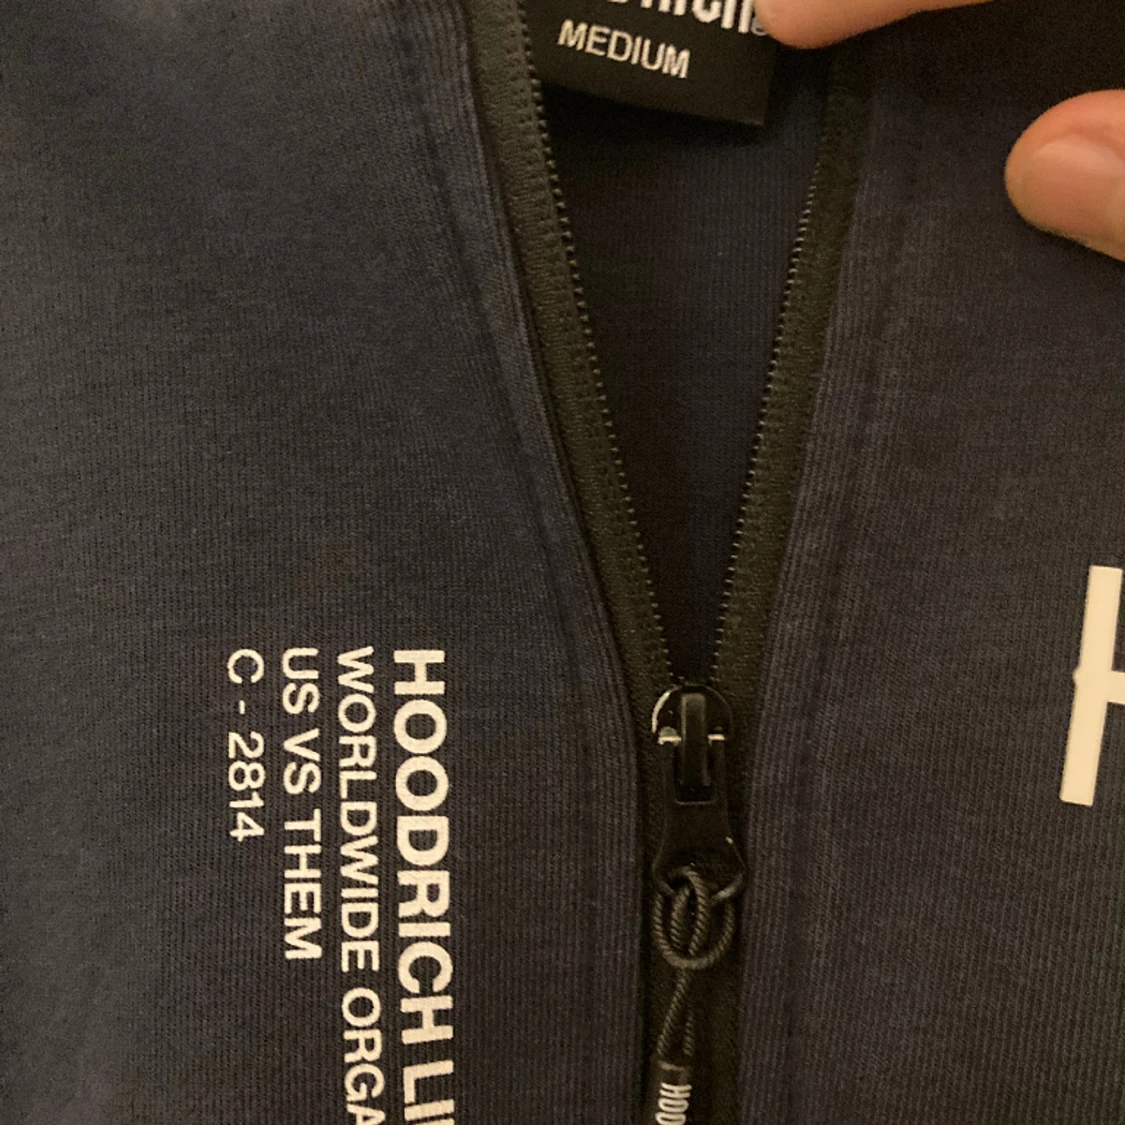 MEDIUM
HOODRICH
WORLDWIDE
US VS THEM
C - 2814
H